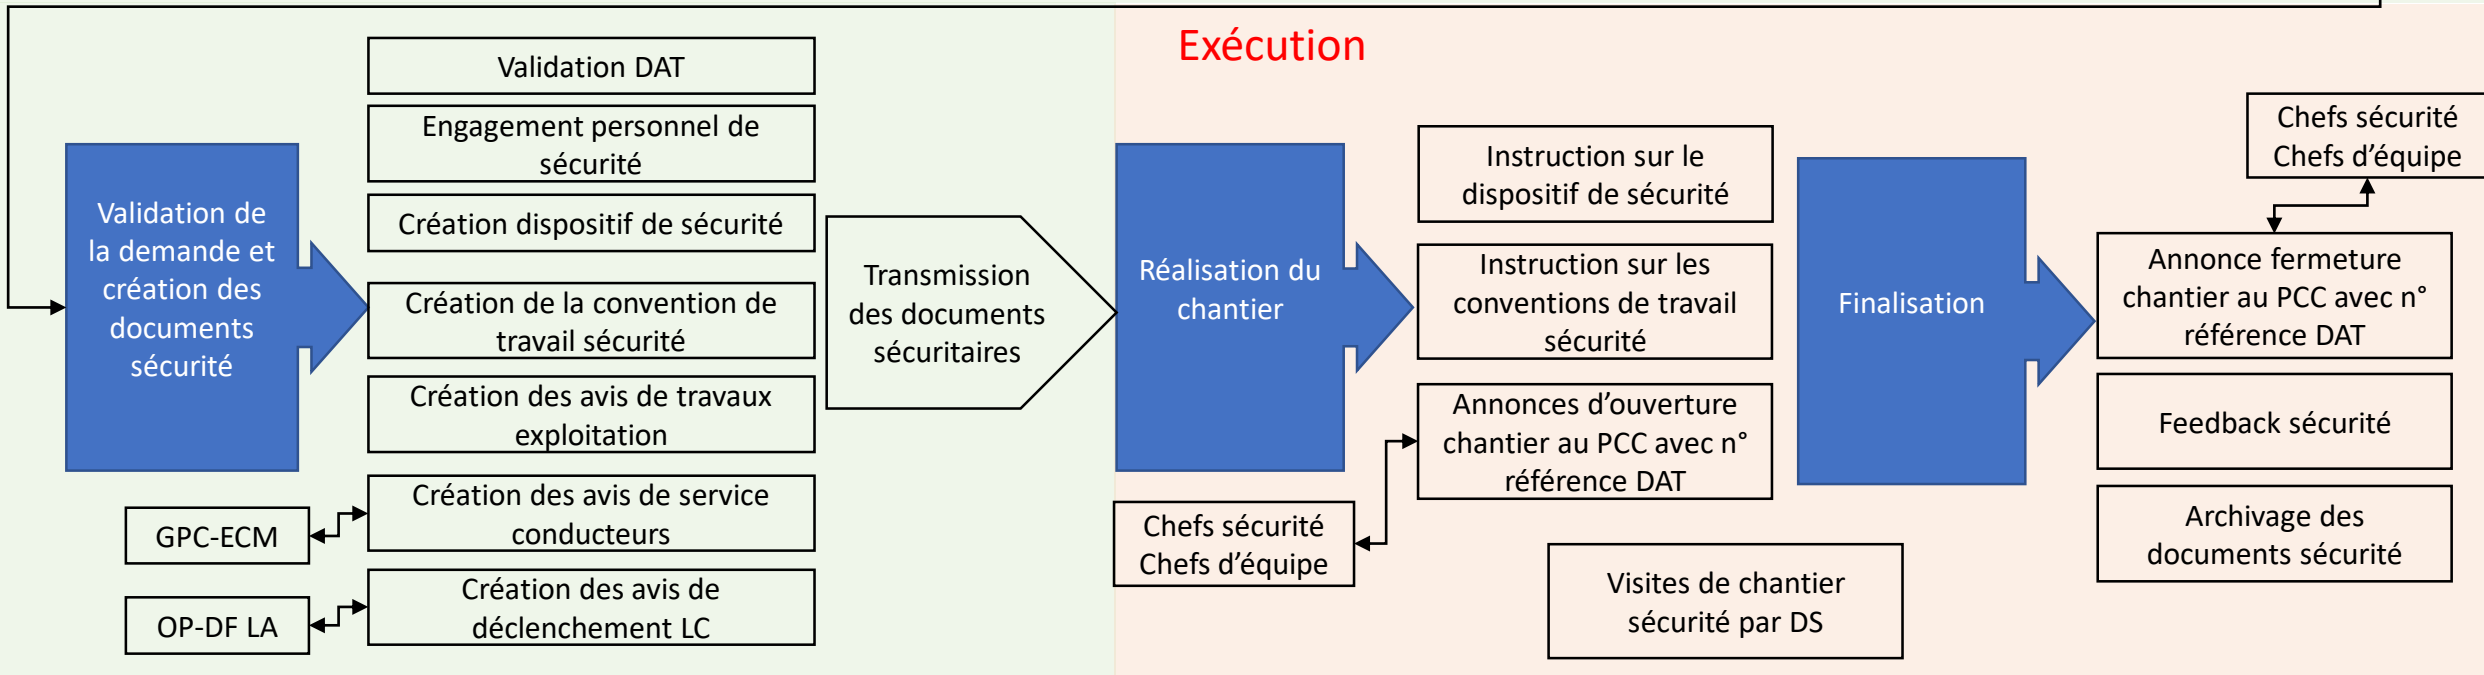 Exécution
Validation de
la demande et
création des
documents
sécurité
Validation DAT
Engagement personnel de
sécurité
Création dispositif de sécurité
Création de la convention de
travail sécurité
Création des avis de travaux
exploitation
Création des avis de service
conducteurs
Création des avis de
déclenchement LC
GPC-ECM
OP-DF LA
Transmission
des documents
sécuritaires
Réalisation du
chantier
Instruction sur le
dispositif de sécurité
Instruction sur les
conventions de travail
sécurité
Annonces d’ouverture
chantier au PCC avec n°
référence DAT
Chefs sécurité
Chefs d’équipe
Visites de chantier
sécurité par DS
Finalisation
Chefs sécurité
Chefs d’équipe
Annonce fermeture
chantier au PCC avec n°
référence DAT
Feedback sécurité
Archivage des
documents sécurité